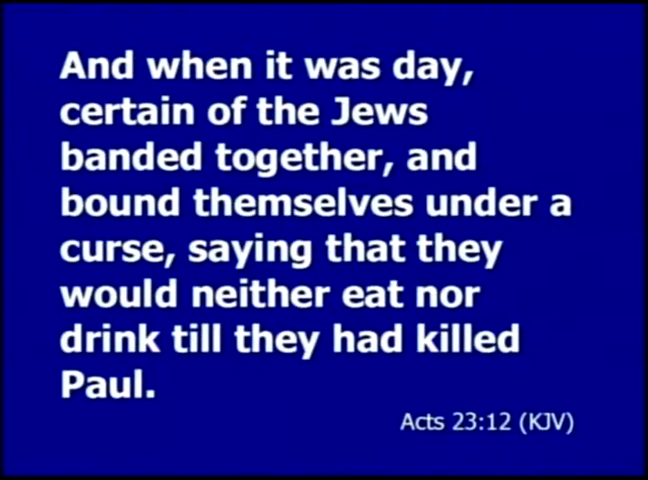 And when it was day,
certain of the Jews
banded together, and
bound themselves under a
curse, saying that they
would neither eat nor
drink till they had killed
Paul.
Acts 23:12 (KJV)